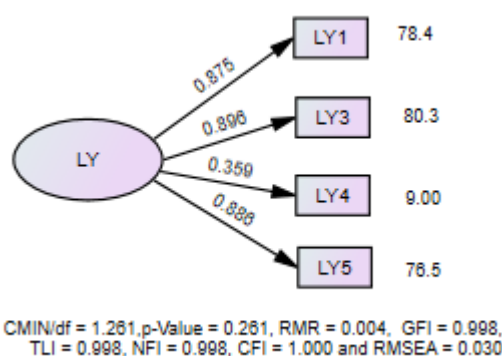 LY1 78.4
0.875
LY3 80.3
0.896
LY
0.359
LY4 9.00
0.886
LY5 76.5
CMIN/df = 1.261,p-Value = 0.261, RMR = 0.004, GFI = 0.998,
TLI = 0.998, NFI = 0.998, CFI = 1.000 and RMSEA = 0.030